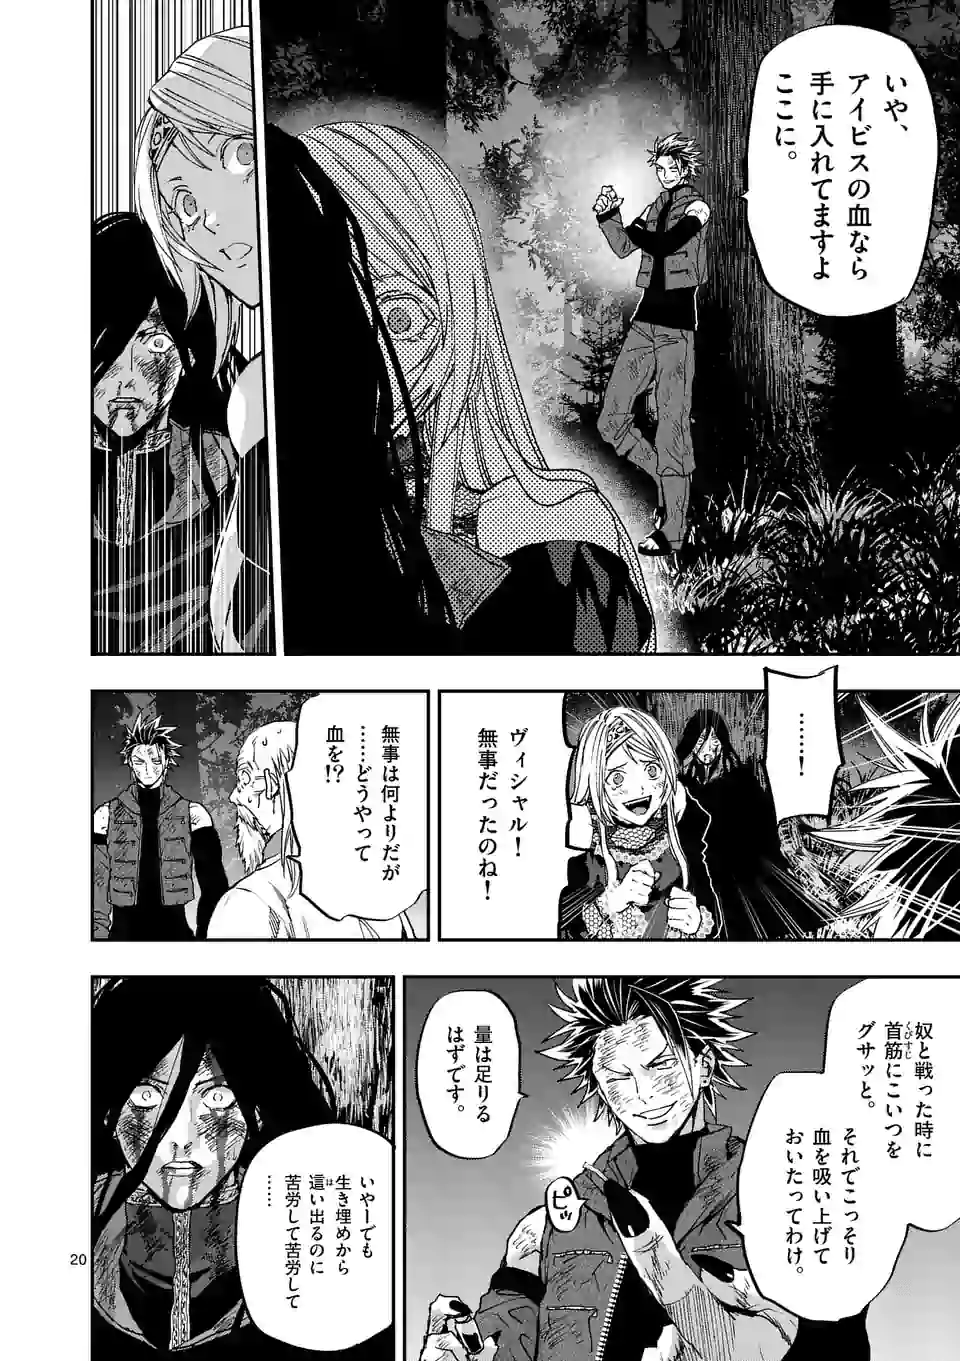 いや、
アイビスの血なら
手に入れてますよ
ここに。
………！
ヴィシャル！
無事だったのね！
無事は何よりだが
……どうやって
血を！？
奴と戦った時に
首筋にこいつを
くびすじ
グサッと。
それでこっそり
血を吸い上げて
おいたってわけ。
ピッ
量は足りる
はずです。
いやーでも
生き埋めから
這い出るのに
は
苦労して苦労して
……
20